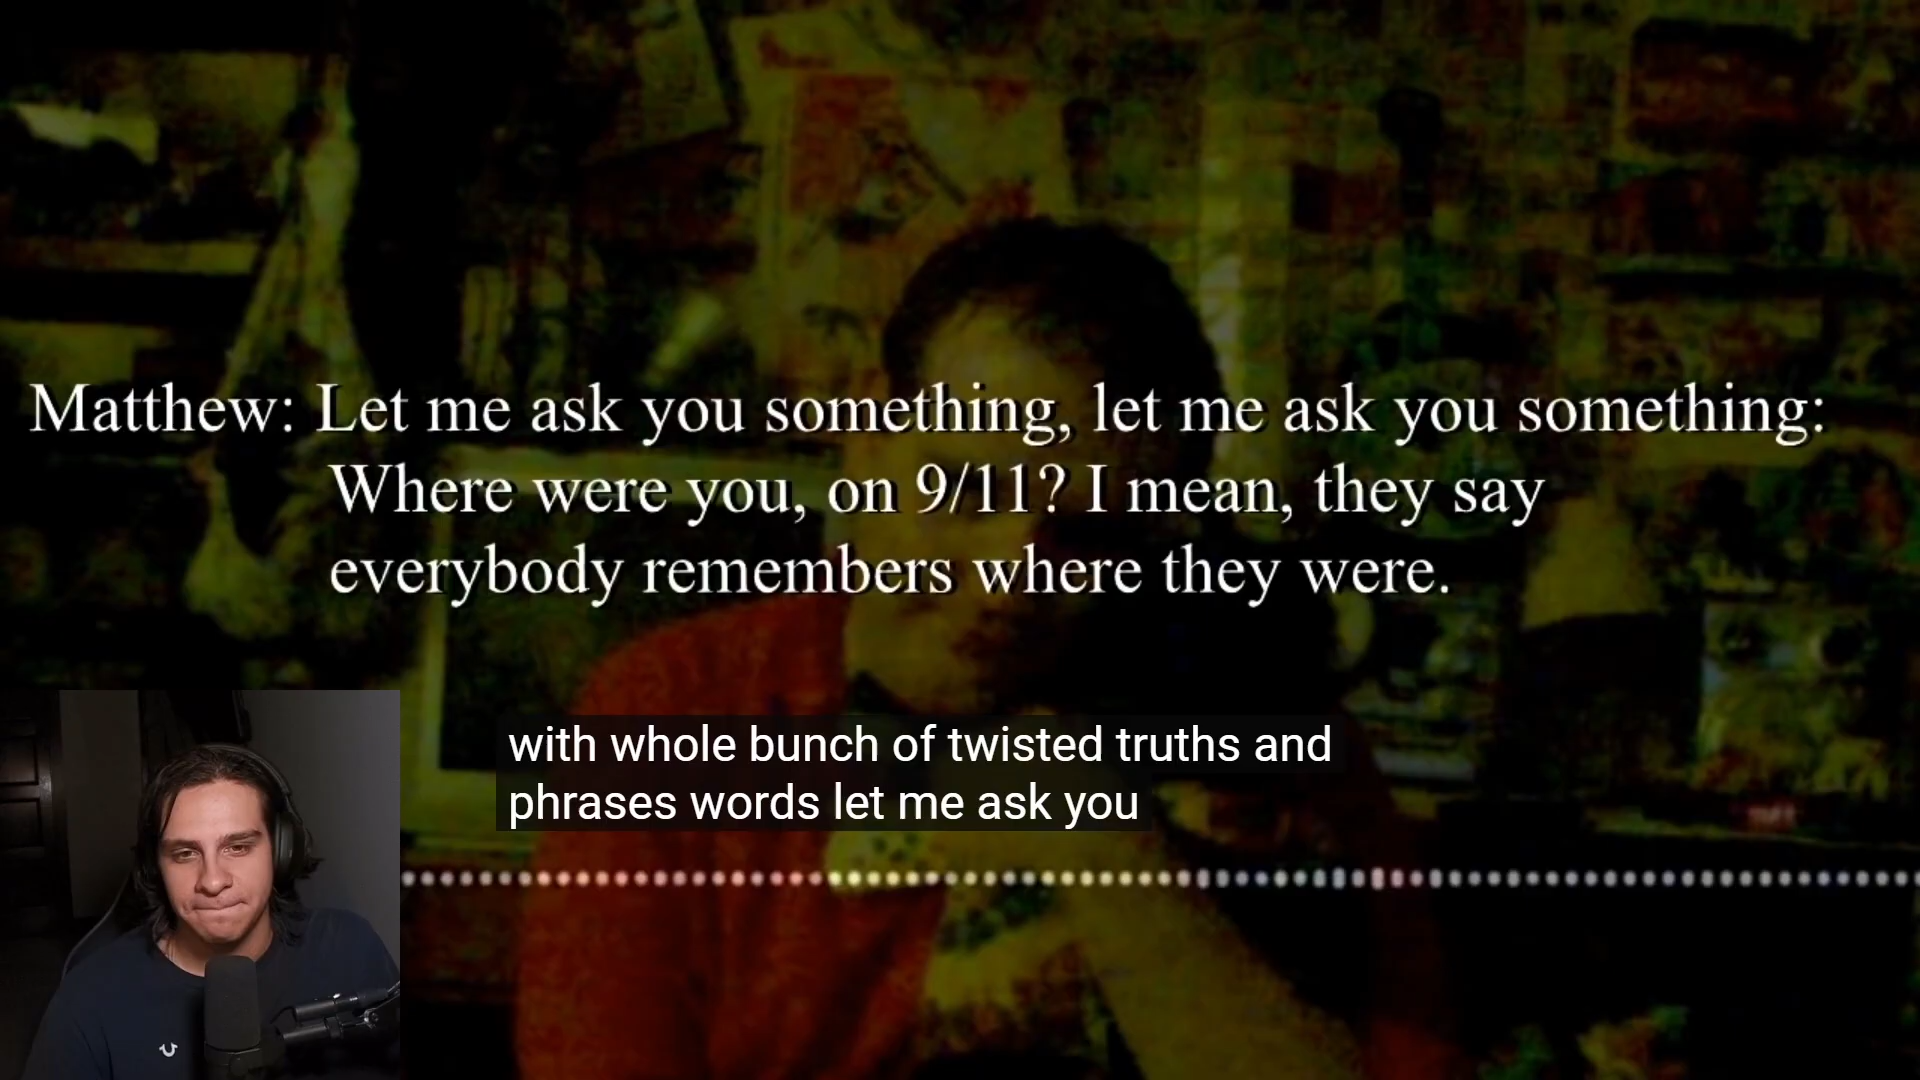 Matthew: Let me ask you something, let me ask you something:
Where were you, on 9/11? I mean, they say
everybody remembers where they were.
with whole bunch of twisted truths and
phrases words let me ask you